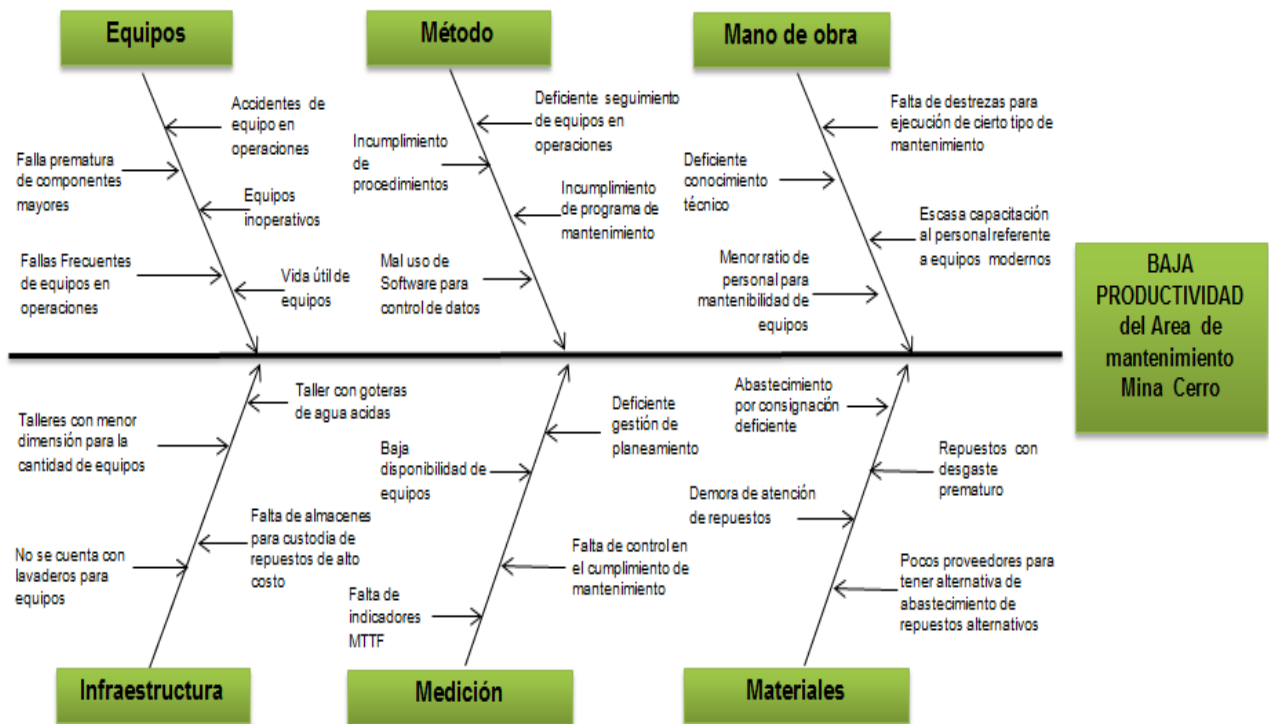 Equipos
Método
Mano de obra
Accidentes de
equipo en
operaciones
Falla prematura
de componentes
mayores
Equipos
inoperativos
Fallas Frecuentes
de equipos en
operaciones
Vida útil de
equipos
Deficiente seguimiento
de equipos en
operaciones
Incumplimiento
de
procedimientos
Incumplimiento
de programa de
mantenimiento
Mal uso de
Software para
control de datos
Falta de destrezas para
ejecución de cierto tipo de
mantenimiento
Deficiente
conocimiento
técnico
Escasa capacitación
al personal referente
a equipos modernos
Menor ratio de
personal para
mantenibilidad de
equipos
BAJA
PRODUCTIVIDAD
del Area de
mantenimiento
Mina Cerro
Taller con goteras
de agua acidas
Talleres con menor
dimensión para la
cantidad de equipos
Falta de almacenes
para custodia de
repuestos de alto
costo
No se cuenta con
lavaderos para
equipos
Deficiente
gestión de
planeamiento
Baja
disponibilidad de
equipos
Falta de control en
el cumplimiento de
mantenimiento
Falta de
indicadores
MTTF
Abastecimiento
por consignación
deficiente
Repuestos con
desgaste
prematuro
Demora de atención
de repuestos
Pocos proveedores para
tener alternativa de
abastecimiento de
repuestos alternativos
Infraestructura
Medición
Materiales